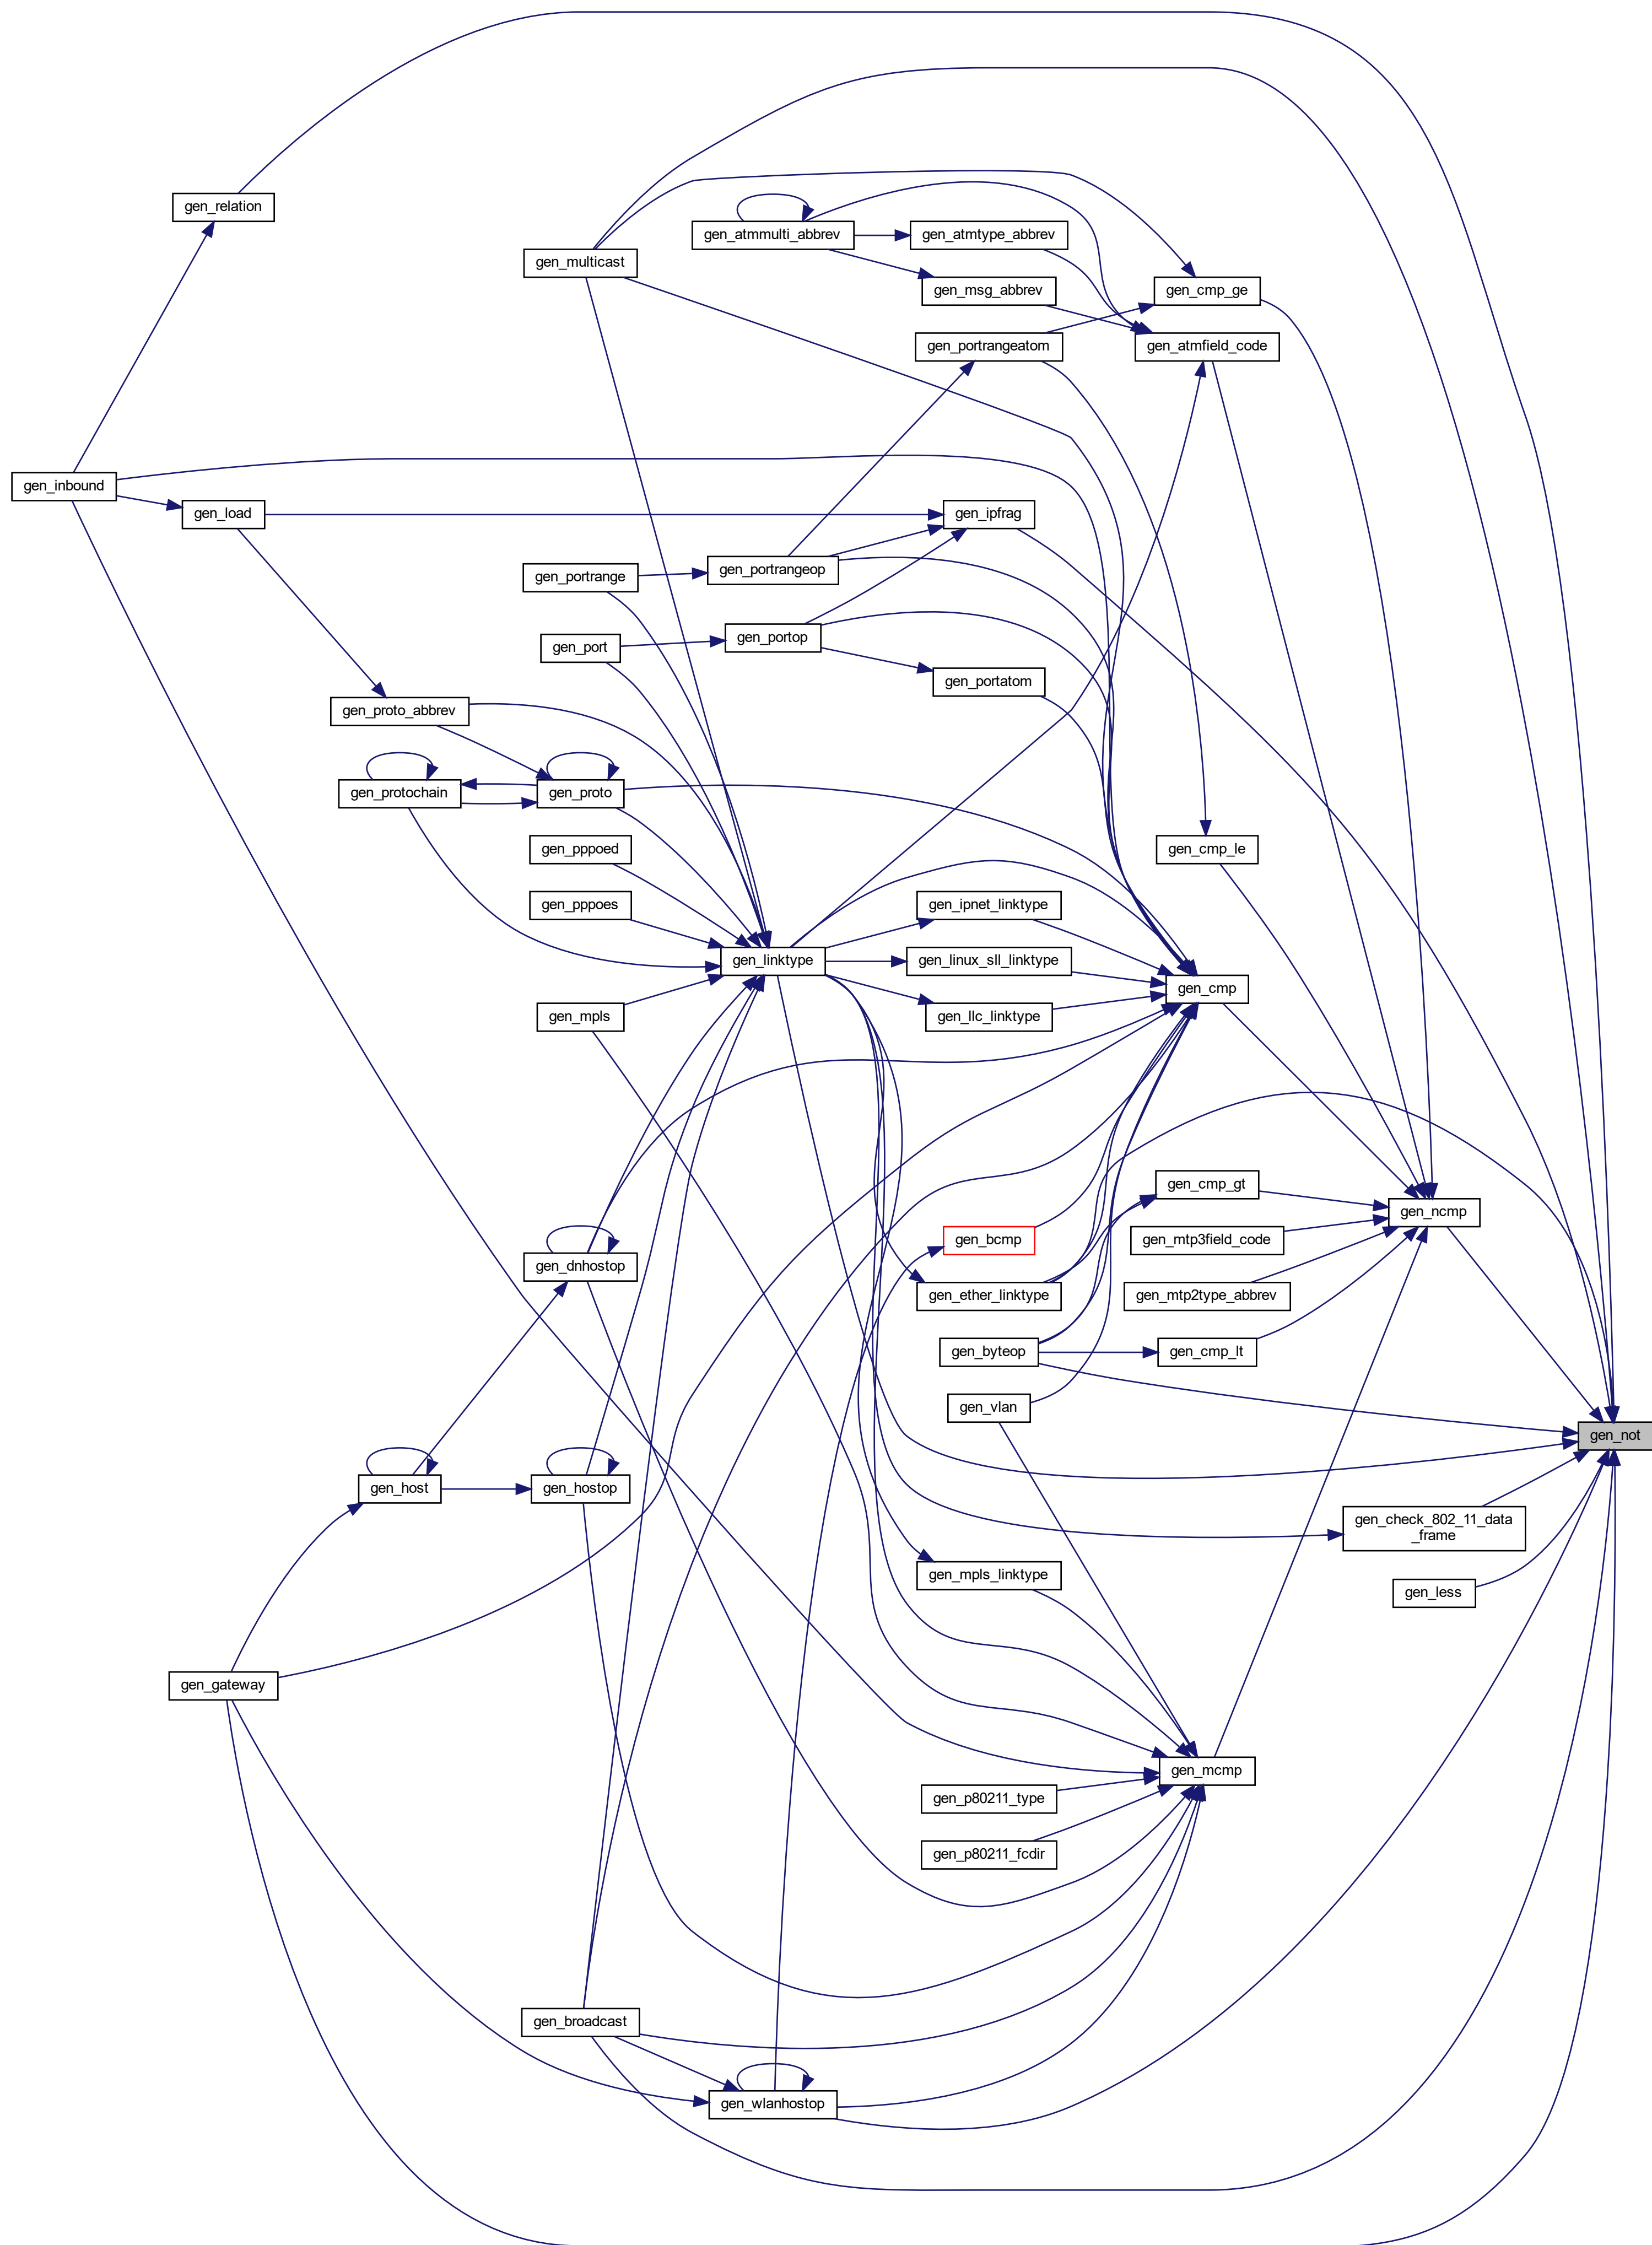 gen_relation
gen_atmmulti_abbrev
gen_atmtype_abbrev
gen_multicast
gen_msg_abbrev
gen_cmp_ge
gen_portrangeatom
gen_atmfield_code
gen_inbound
gen_load
gen_ipfrag
gen_portrange
gen_portrangeop
gen_port
gen_portop
gen_portatom
gen_proto_abbrev
gen_protochain
gen_proto
gen_pppoed
gen_cmp_le
gen_pppoes
gen_ipnet_linktype
gen_linktype
gen_linux_sll_linktype
gen_cmp
gen_mpls
gen_llc_linktype
gen_cmp_gt
gen_ncmp
gen_bcmp
gen_mtp3field_code
gen_dnhostop
gen_ether_linktype
gen_mtp2type_abbrev
gen_byteop
gen_cmp_lt
gen_vlan
gen_not
gen_host
gen_hostop
gen_check_802_11_data
_frame
gen_mpls_linktype
gen_less
gen_gateway
gen_mcmp
gen_p80211_type
gen_p80211_fcdir
gen_broadcast
gen_wlanhostop